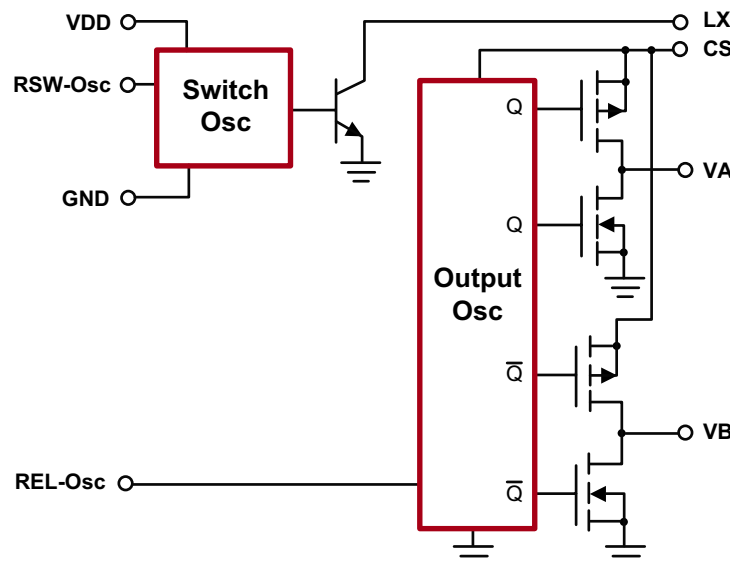 VDD
LX
CS
RSW-Osc
Switch
Osc
Q
VA
GND
Q
Output
Osc
Q̅
VB
REL-Osc
Q̅